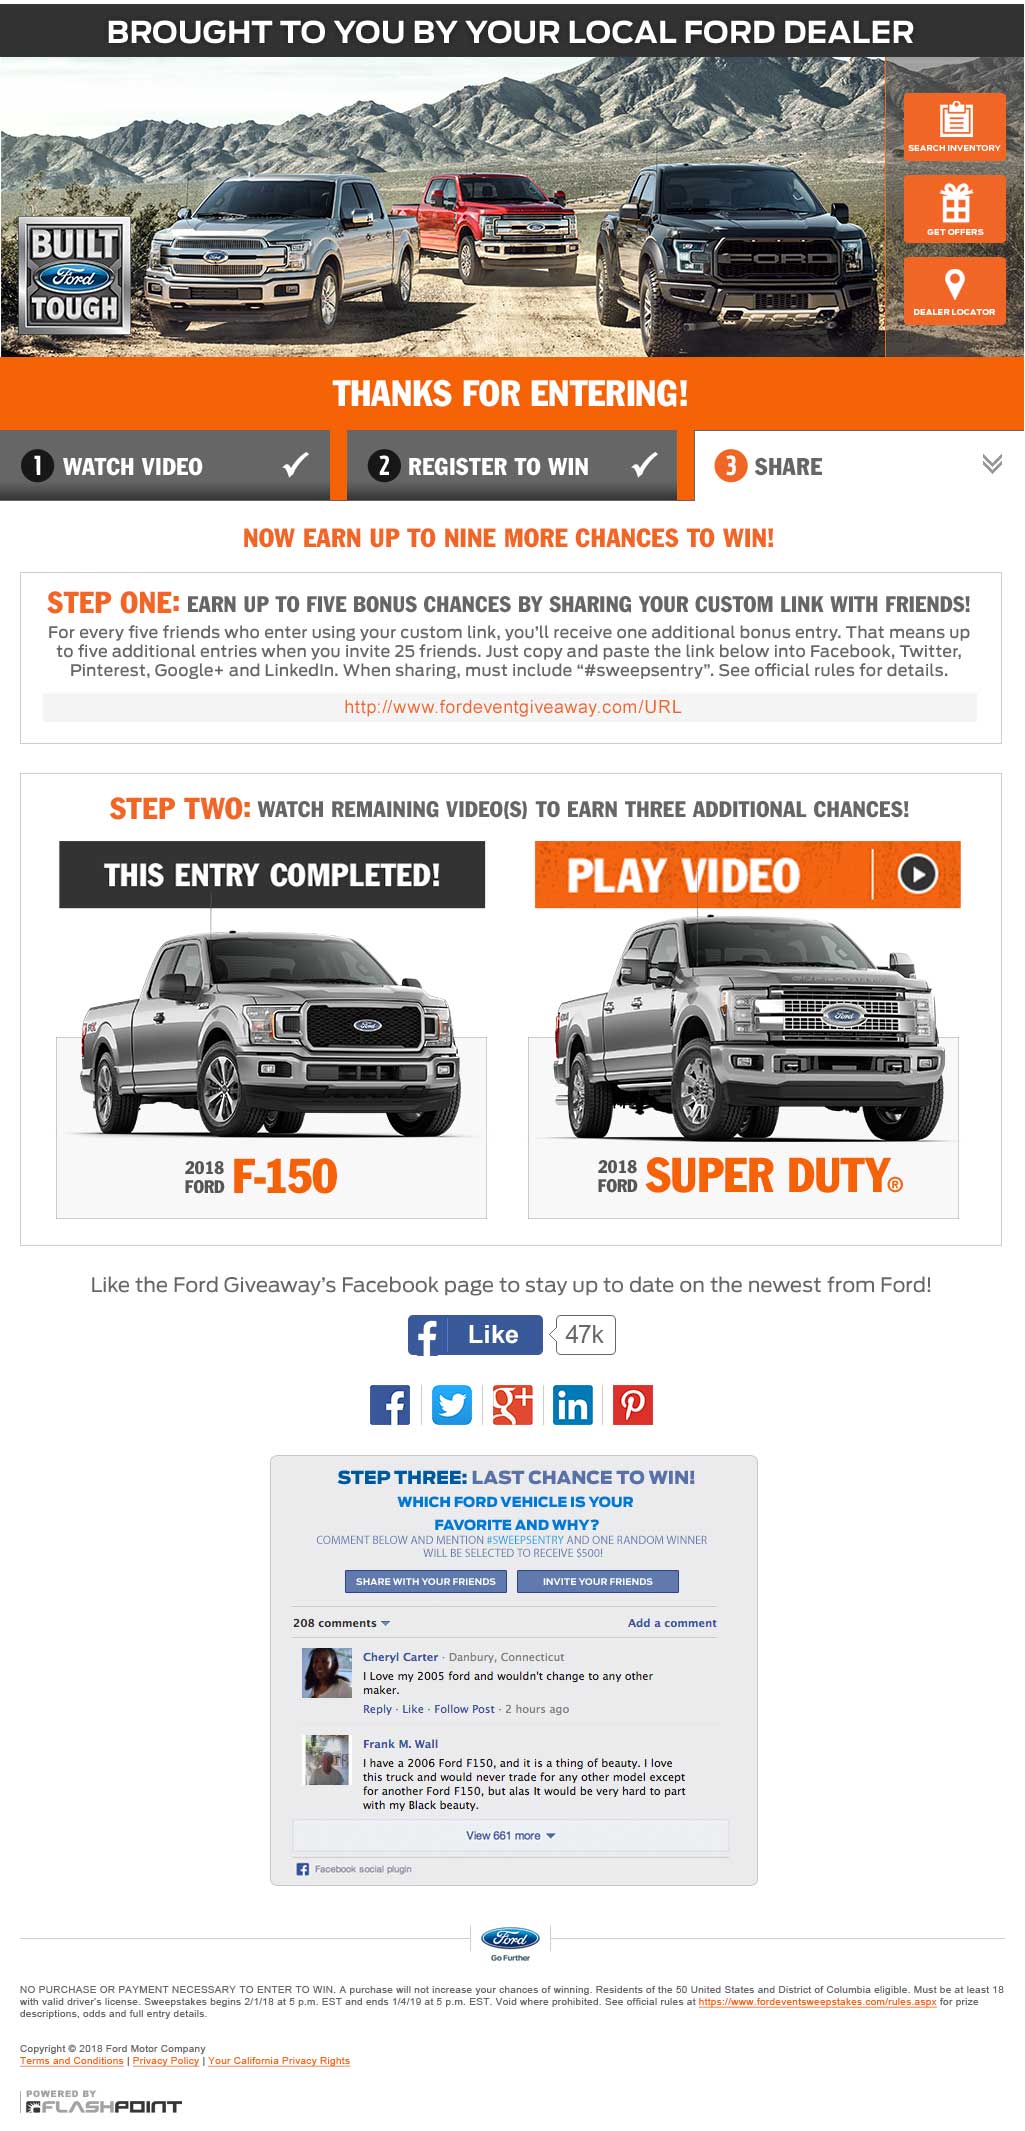 BROUGHT TO YOU BY YOUR LOCAL FORD DEALER
SEARCH INVENTORY
GET OFFERS
DEALER LOCATOR
BUILT
Ford
TOUGH
Ford
FORD
THANKS FOR ENTERING!
1 WATCH VIDEO
2 REGISTER TO WIN
3 SHARE
NOW EARN UP TO NINE MORE CHANCES TO WIN!
STEP ONE: EARN UP TO FIVE BONUS CHANCES BY SHARING YOUR CUSTOM LINK WITH FRIENDS!
For every five friends who enter using your custom link, you'll receive one additional bonus entry. That means up
to five additional entries when you invite 25 friends. Just copy and paste the link below into Facebook, Twitter,
Pinterest, Google+ and LinkedIn. When sharing, must include “#sweepsentry”. See official rules for details.
http://www.fordeventgiveaway.com/URL
STEP TWO: WATCH REMAINING VIDEO(S) TO EARN THREE ADDITIONAL CHANCES!
THIS ENTRY COMPLETED!
PLAY VIDEO
Ford
Ford
2018
FORD F-150
2018
FORD SUPER DUTY®
Like the Ford Giveaway's Facebook page to stay up to date on the newest from Ford!
f Like 47k
f g+ in p
STEP THREE: LAST CHANCE TO WIN!
WHICH FORD VEHICLE IS YOUR
FAVORITE AND WHY?
COMMENT BELOW AND MENTION #SWEEPSENTRY AND ONE RANDOM WINNER
WILL BE SELECTED TO RECEIVE $500!
SHARE WITH YOUR FRIENDS
INVITE YOUR FRIENDS
208 comments
Add a comment
Cheryl Carter · Danbury, Connecticut
I Love my 2005 ford and wouldn't change to any other
maker.
Reply · Like · Follow Post · 2 hours ago
Frank M. Wall
I have a 2006 Ford F150, and it is a thing of beauty. I love
this truck and would never trade for any other model except
for another Ford F150, but alas It would be very hard to part
with my Black beauty.
View 661 more
f Facebook social plugin
Ford
Go Further
NO PURCHASE OR PAYMENT NECESSARY TO ENTER TO WIN. A purchase will not increase your chances of winning. Residents of the 50 United States and District of Columbia eligible. Must be at least 18
with valid driver's license. Sweepstakes begins 2/1/18 at 5 p.m. EST and ends 1/4/19 at 5 p.m. EST. Void where prohibited. See official rules at https://www.fordeventsweepstakes.com/rules.aspx for prize
descriptions, odds and full entry details.
Copyright © 2018 Ford Motor Company
Terms and Conditions | Privacy Policy | Your California Privacy Rights
POWERED BY
FLASHPOINT